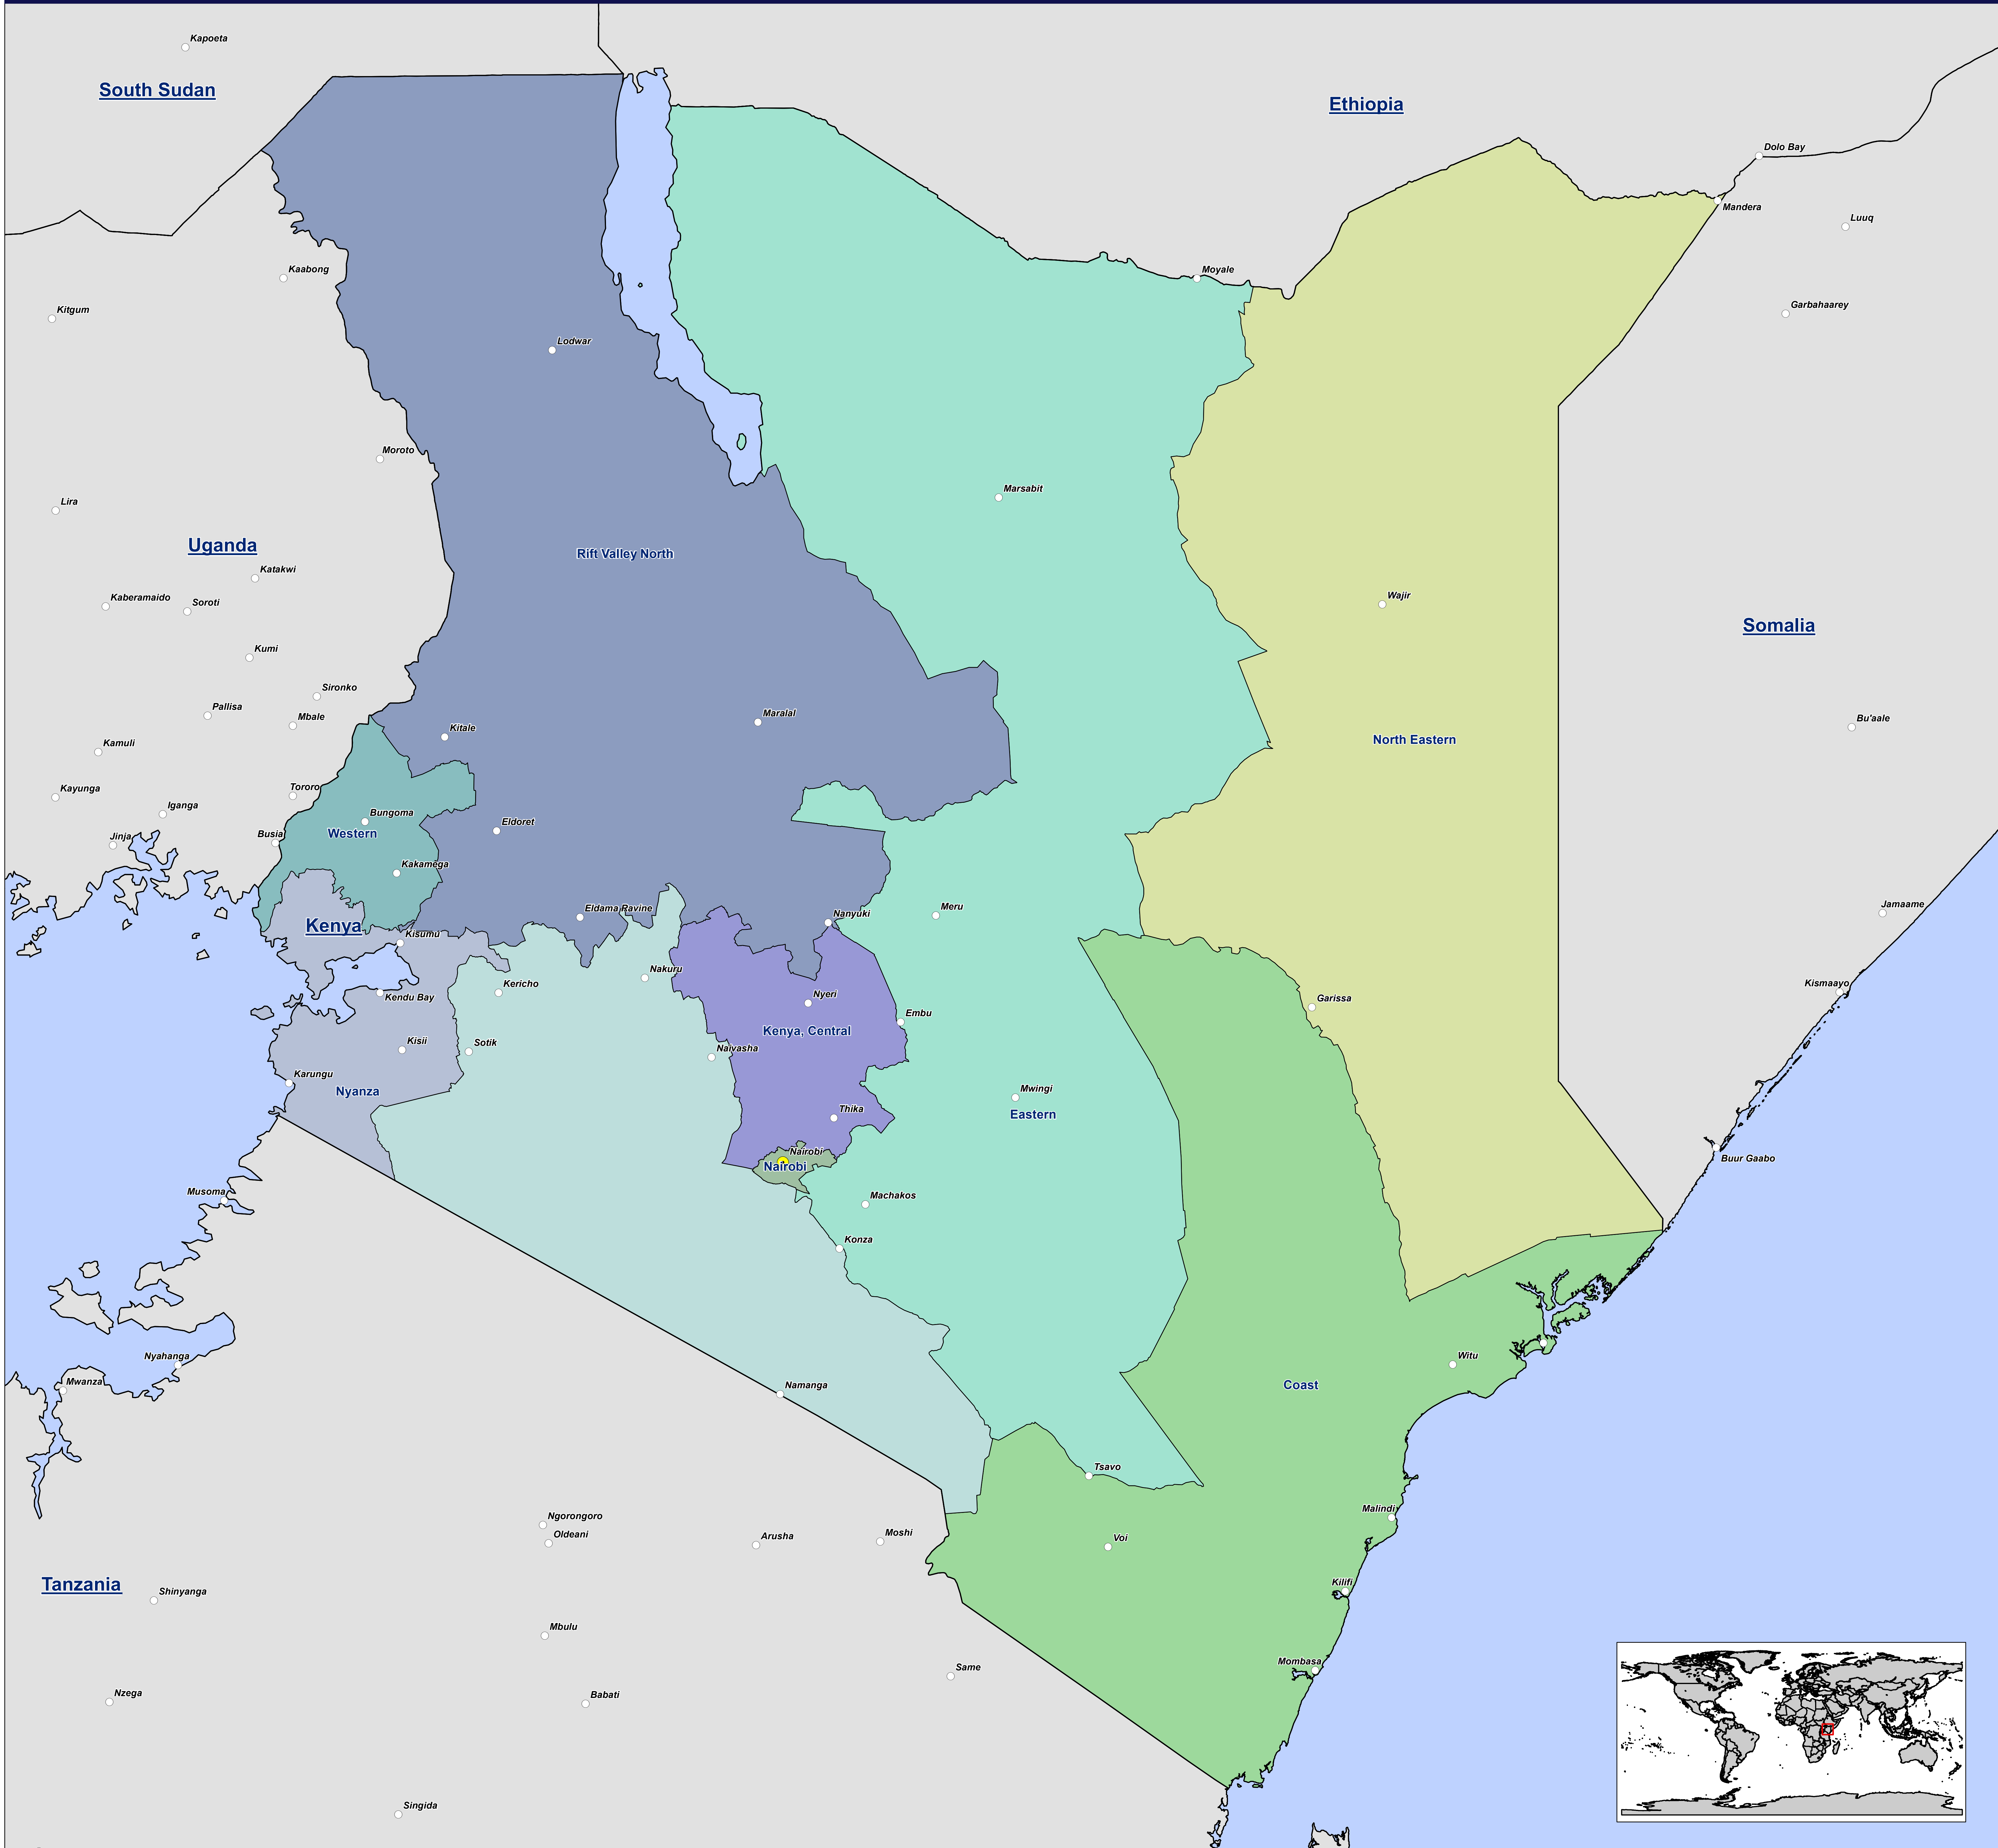 Kapoeta
South Sudan
Ethiopia
Dolo Bay
Mandera
Luuq
Kaabong
Moyale
Kitgum
Garbahaarey
Lodwar
Moroto
Marsabit
Lira
Uganda
Rift Valley North
Katakwi
Kaberamaido
Soroti
Wajir
Somalia
Kumi
Sironko
Pallisa
Mbale
Maralal
Bu'aale
Kitale
North Eastern
Kamuli
Tororo
Kayunga
Iganga
Bungoma
Eldoret
Jinja
Busia
Western
Kakamega
Jamaame
Meru
Eldama Ravine
Nanyuki
Kenya
Kisumu
Nakuru
Kericho
Kismaayo
Kendu Bay
Nyeri
Garissa
Embu
Kenya, Central
Kisii
Sotik
Naivasha
Karungu
Nyanza
Mwingi
Thika
Eastern
Nairobi
Buur Gaabo
Nairobi
Musoma
Machakos
Konza
Nyahanga
Witu
Mwanza
Namanga
Coast
Tsavo
Malindi
Ngorongoro
Oldeani
Arusha
Moshi
Voi
Tanzania
Kilifi
Shinyanga
Mbulu
Mombasa
Same
Nzega
Babati
Singida